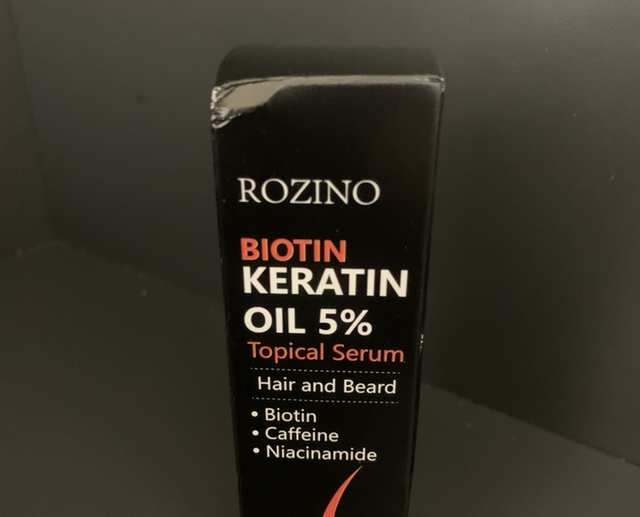 ROZINO
BIOTIN
KERATIN
OIL 5%
Topical Serum
Hair and Beard
• Biotin
• Caffeine
• Niacinamide